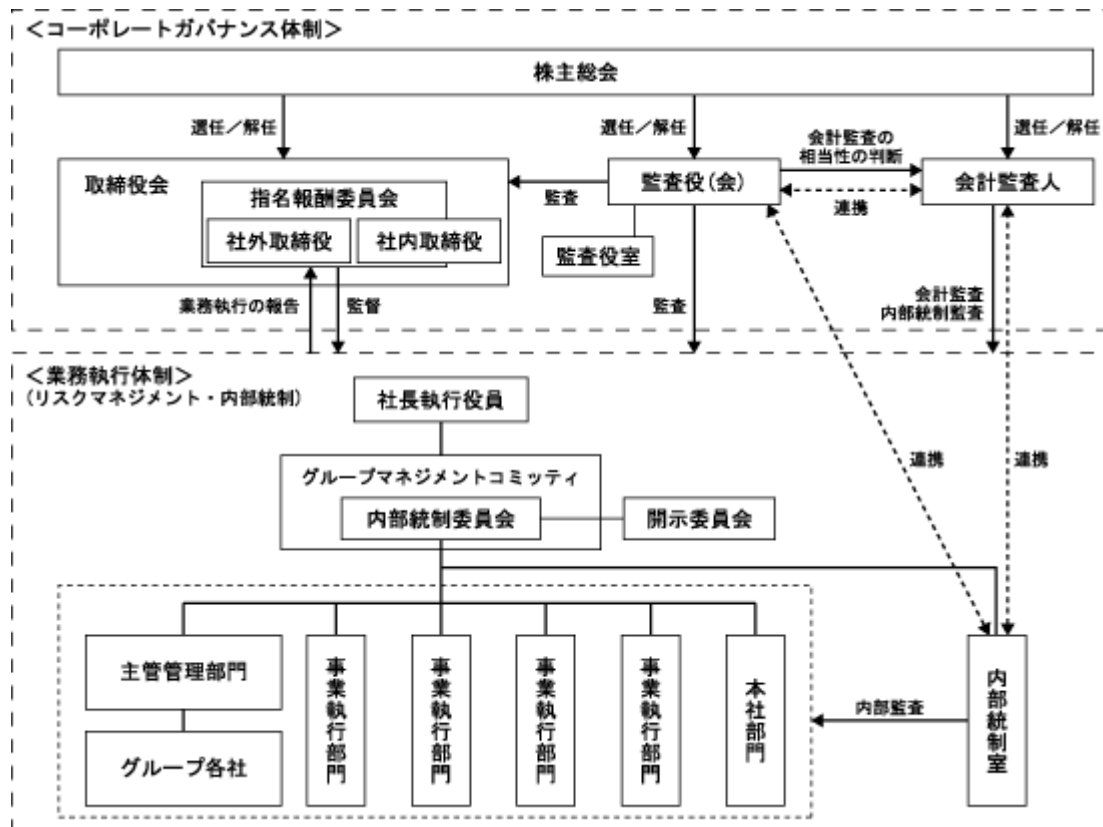 ＜コーポレートガバナンス体制＞
株主総会
選任／解任
選任／解任
選任／解任
会計監査の
相当性の判断
取締役会
指名報酬委員会
社外取締役
社内取締役
監査
監査役(会)
連携
会計監査人
監査役室
業務執行の報告
監督
監査
会計監査
内部統制監査
＜業務執行体制＞
(リスクマネジメント・内部統制)
社長執行役員
グループマネジメントコミッティ
内部統制委員会
開示委員会
連携
連携
主管管理部門
グループ各社
事業執行部門
事業執行部門
事業執行部門
事業執行部門
本社部門
内部監査
内部統制室